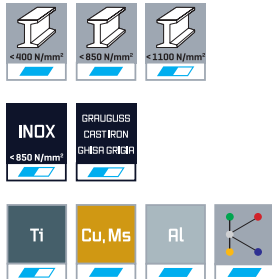 <400 N/mm²
<850 N/mm²
<1100 N/mm²
INOX
<850 N/mm²
GRAUGUSS
CAST IRON
GHISA GRIGIA
Ti
Cu, Ms
Al